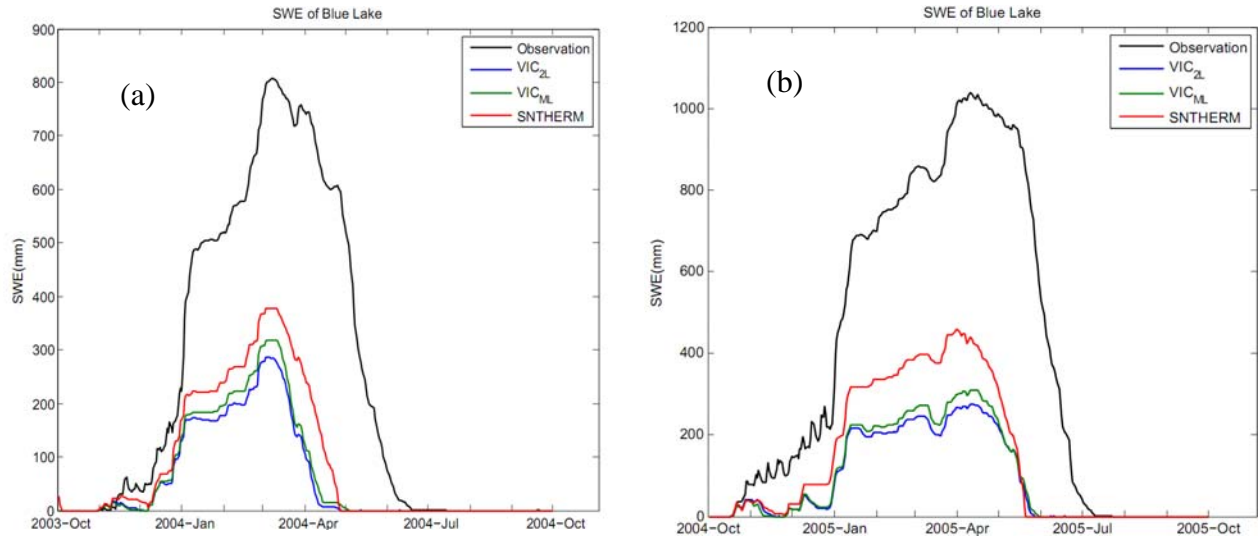 SWE of Blue Lake
(a)
Observation
VIC2L
VICML
SNTHERM
SWE(mm)
900
800
700
600
500
400
300
200
100
0
2003-Oct 2004-Jan 2004-Apr 2004-Jul 2004-Oct
SWE of Blue Lake
(b)
Observation
VIC2L
VICML
SNTHERM
SWE(mm)
1200
1000
800
600
400
200
0
2004-Oct 2005-Jan 2005-Apr 2005-Jul 2005-Oct